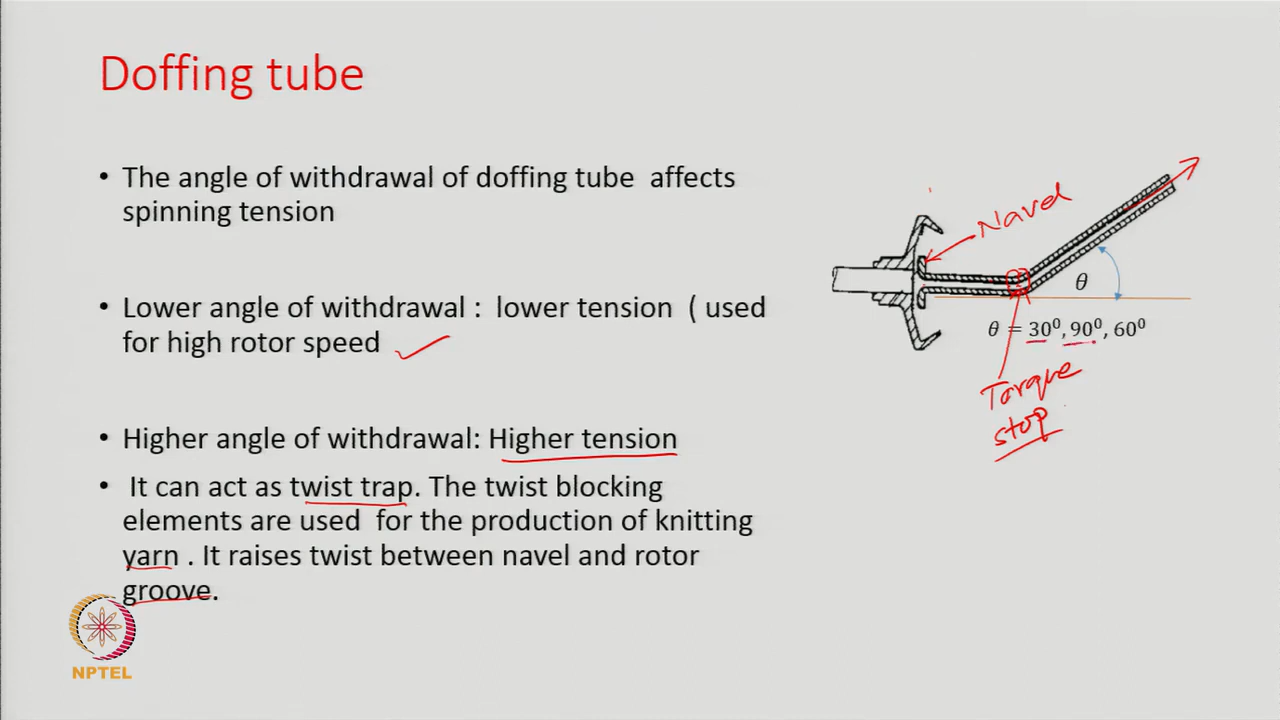 Doffing tube
• The angle of withdrawal of doffing tube affects
spinning tension
• Lower angle of withdrawal : lower tension ( used
for high rotor speed
• Higher angle of withdrawal: Higher tension
• It can act as twist trap. The twist blocking
elements are used for the production of knitting
yarn . It raises twist between navel and rotor
groove.
Navel
θ
θ = 30⁰, 90⁰, 60⁰
Torque
stop
NPTEL